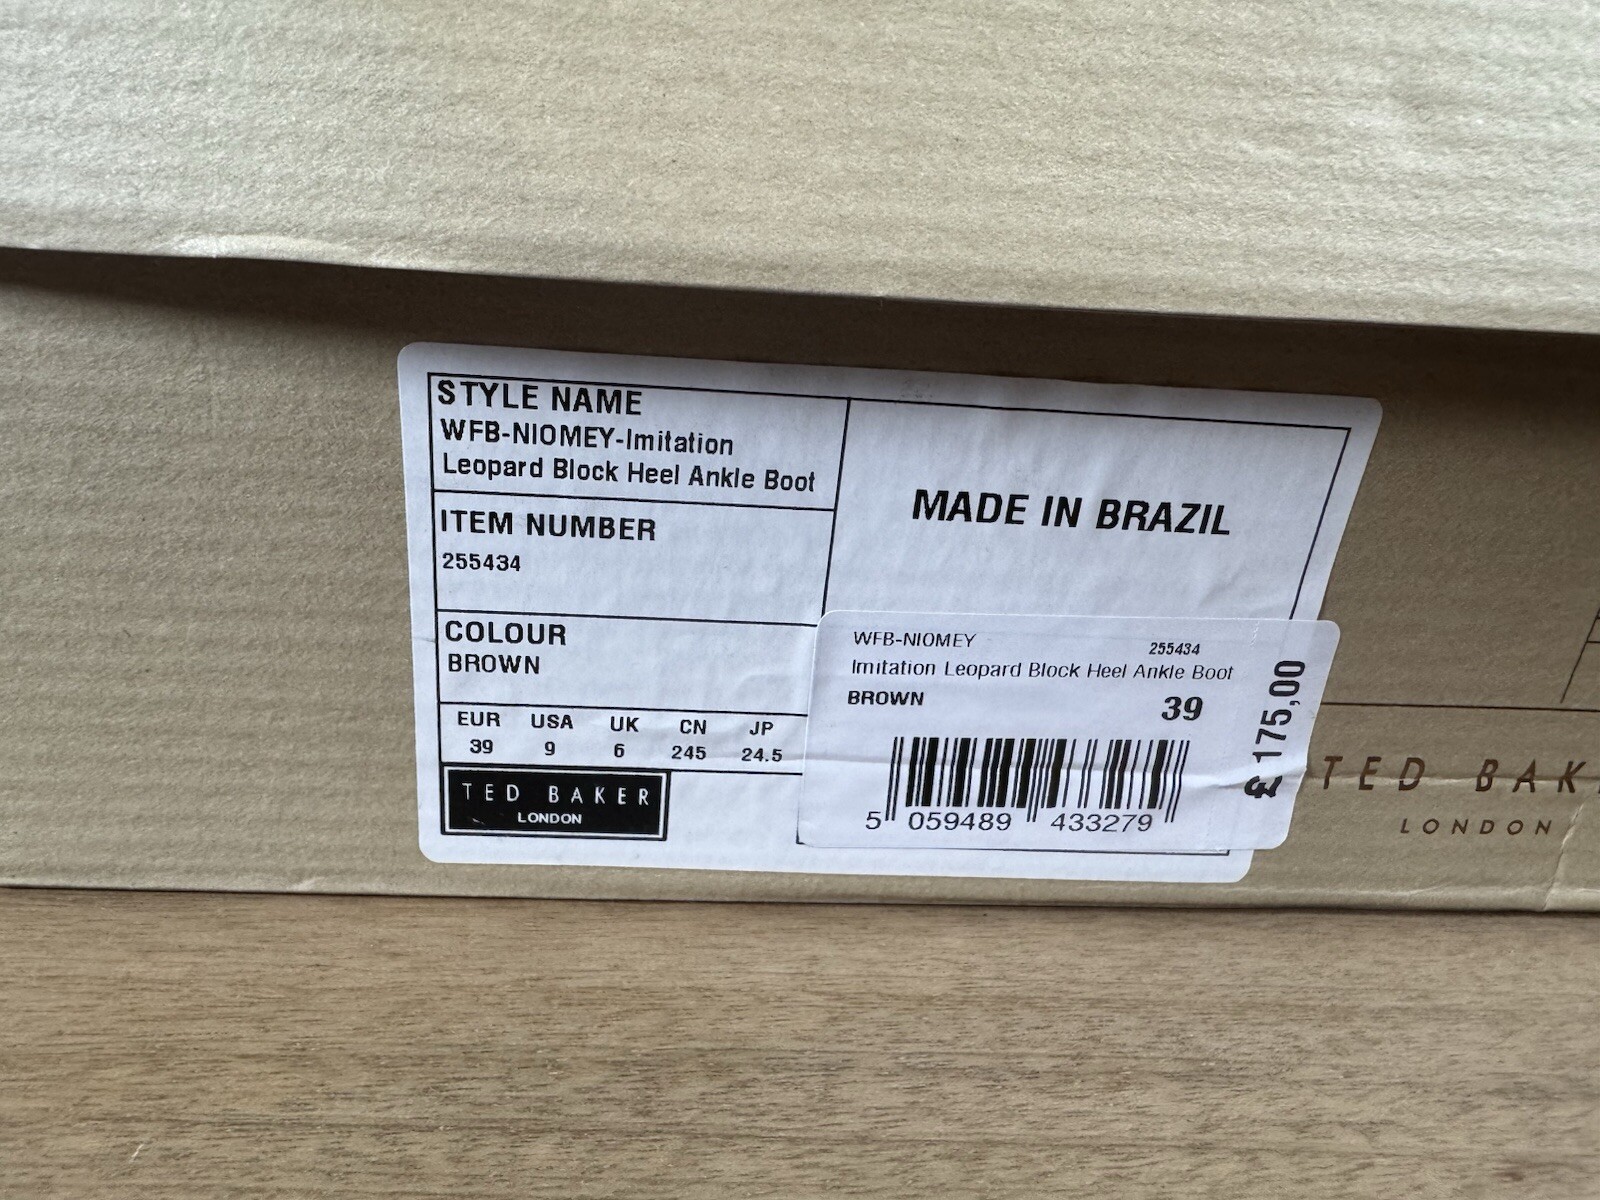 STYLE NAME
WFB-NIOMEY-Imitation
Leopard Block Heel Ankle Boot
ITEM NUMBER
255434
COLOUR
BROWN
EUR USA UK CN JP
39 9 6 245 24.5
TED BAKER
LONDON
MADE IN BRAZIL
WFB-NIOMEY 255434
Imitation Leopard Block Heel Ankle Boot
BROWN 39
5 059489 433279
£ 175,00
TED BAK
LONDON